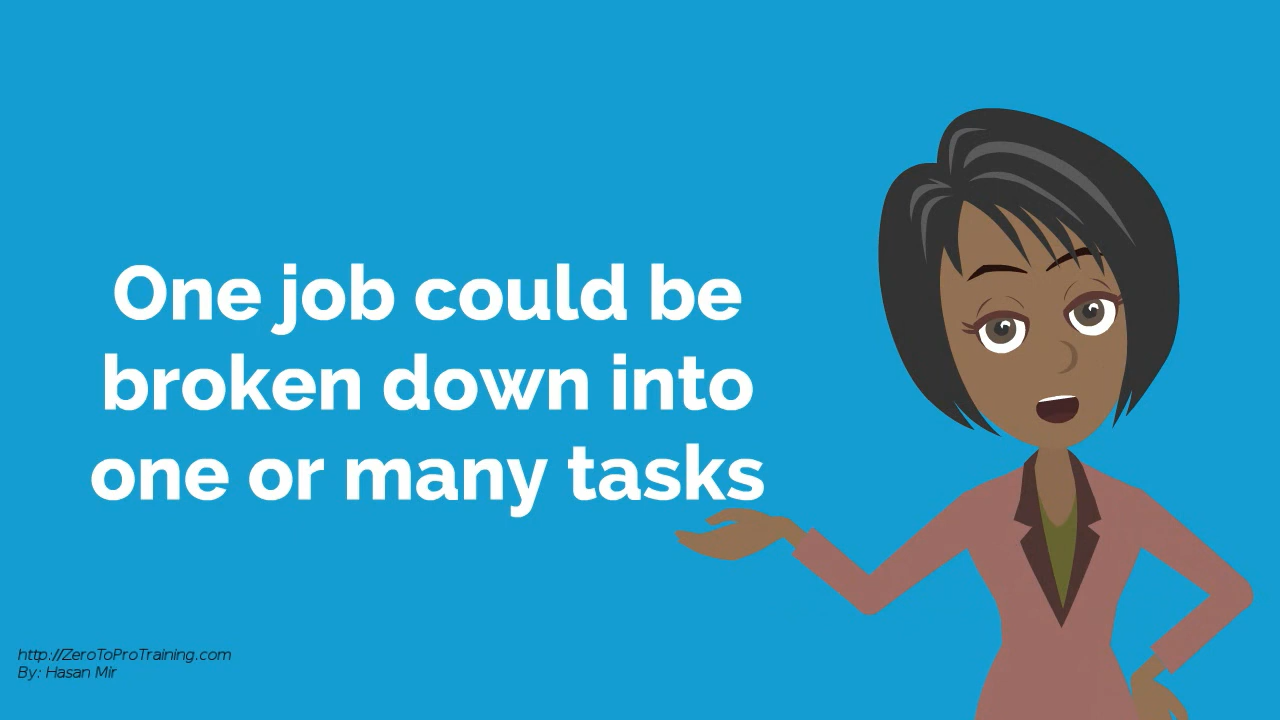 One job could be
broken down into
one or many tasks
http://ZeroToProTraining.com
By: Hasan Mir